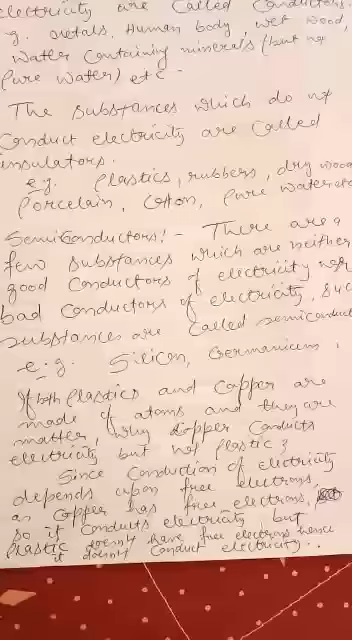 electricity are called Conductors.
g. metals, Human body, wet wood,
Water Containing minerals (but not
Pure water) etc -
The substances which do not
Conduct electricity are called
insulators.
e.g. Plastics, rubbers, dry wood
Porcelain, Cotton, Pure water etc
Semiconductors! - There are a
few substances which are neither
good conductors of electricity nor
bad conductors of electricity, suc
substances are called semiconduct
e:g. Silicon, Germanium,
If both Plastics and Copper are
made of atoms and they are
matter, why copper conducts
electricity but not plastic?
Since Conduction of electricity
depends upon free electrons,
as Copper has free electrons,
so it conducts electricity but
Plastic doesn't have free electrons hence
it doesn't conduct electricity..